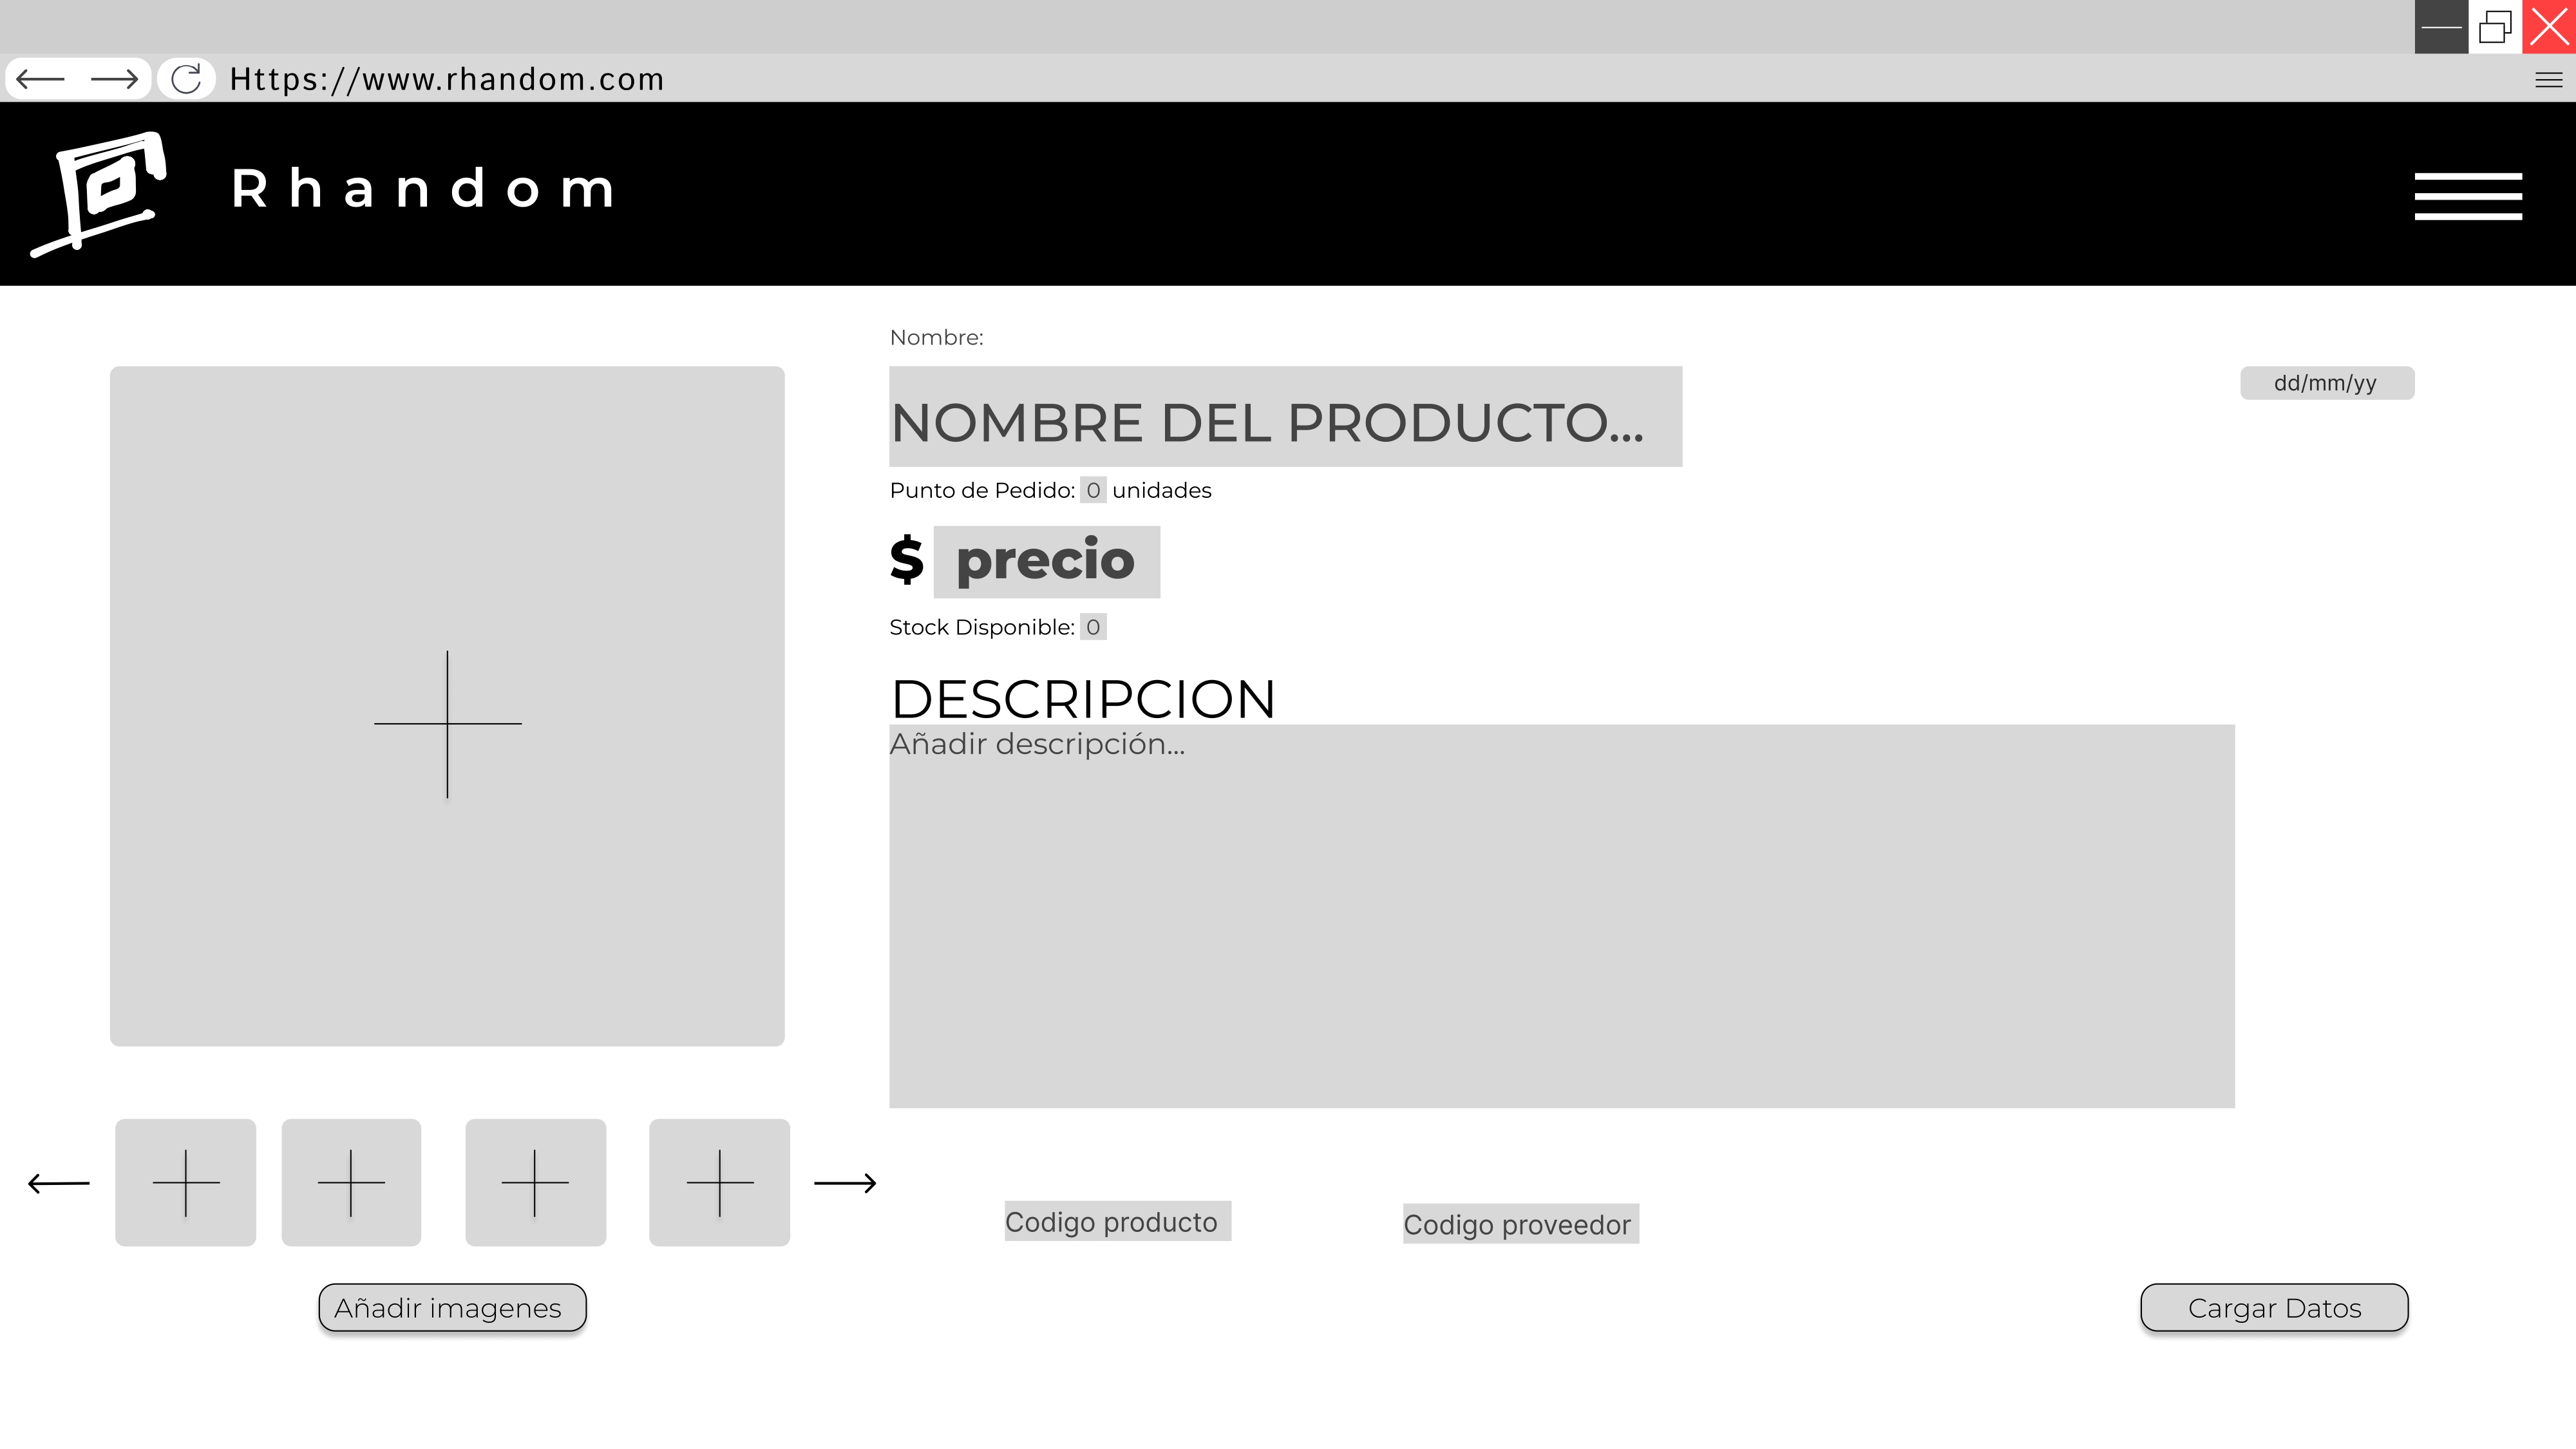 Https://www.rhandom.com
Rhandom
Nombre:
NOMBRE DEL PRODUCTO...
dd/mm/yy
Punto de Pedido: 0 unidades
$ precio
Stock Disponible: 0
DESCRIPCION
Añadir descripción...
Codigo producto
Codigo proveedor
Añadir imagenes
Cargar Datos